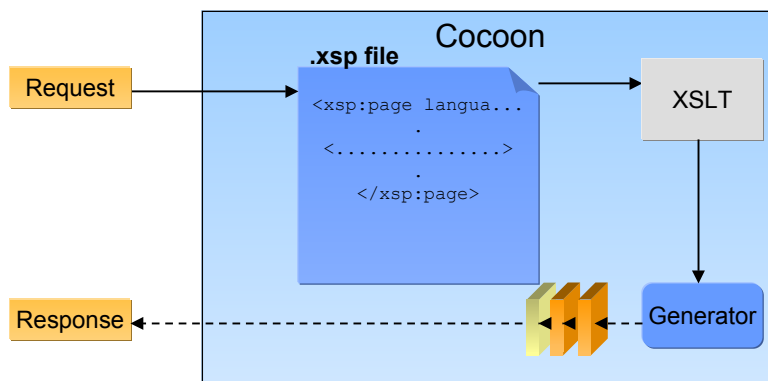 Cocoon
.xsp file
Request
<xsp:page langua...
.
<...............>
.
</xsp:page>
XSLT
Response
Generator